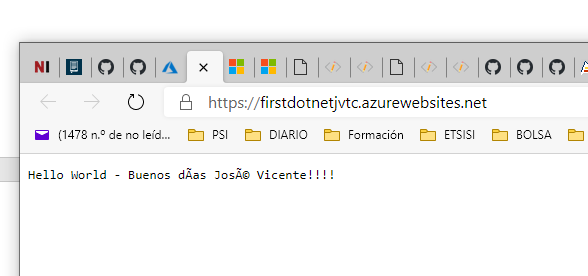 NI
https://firstdotnetjvtc.azurewebsites.net
(1478 n.º de no leíd... PSI DIARIO Formación ETSISI BOLSA
Hello World - Buenos dÃas José Vicente!!!!